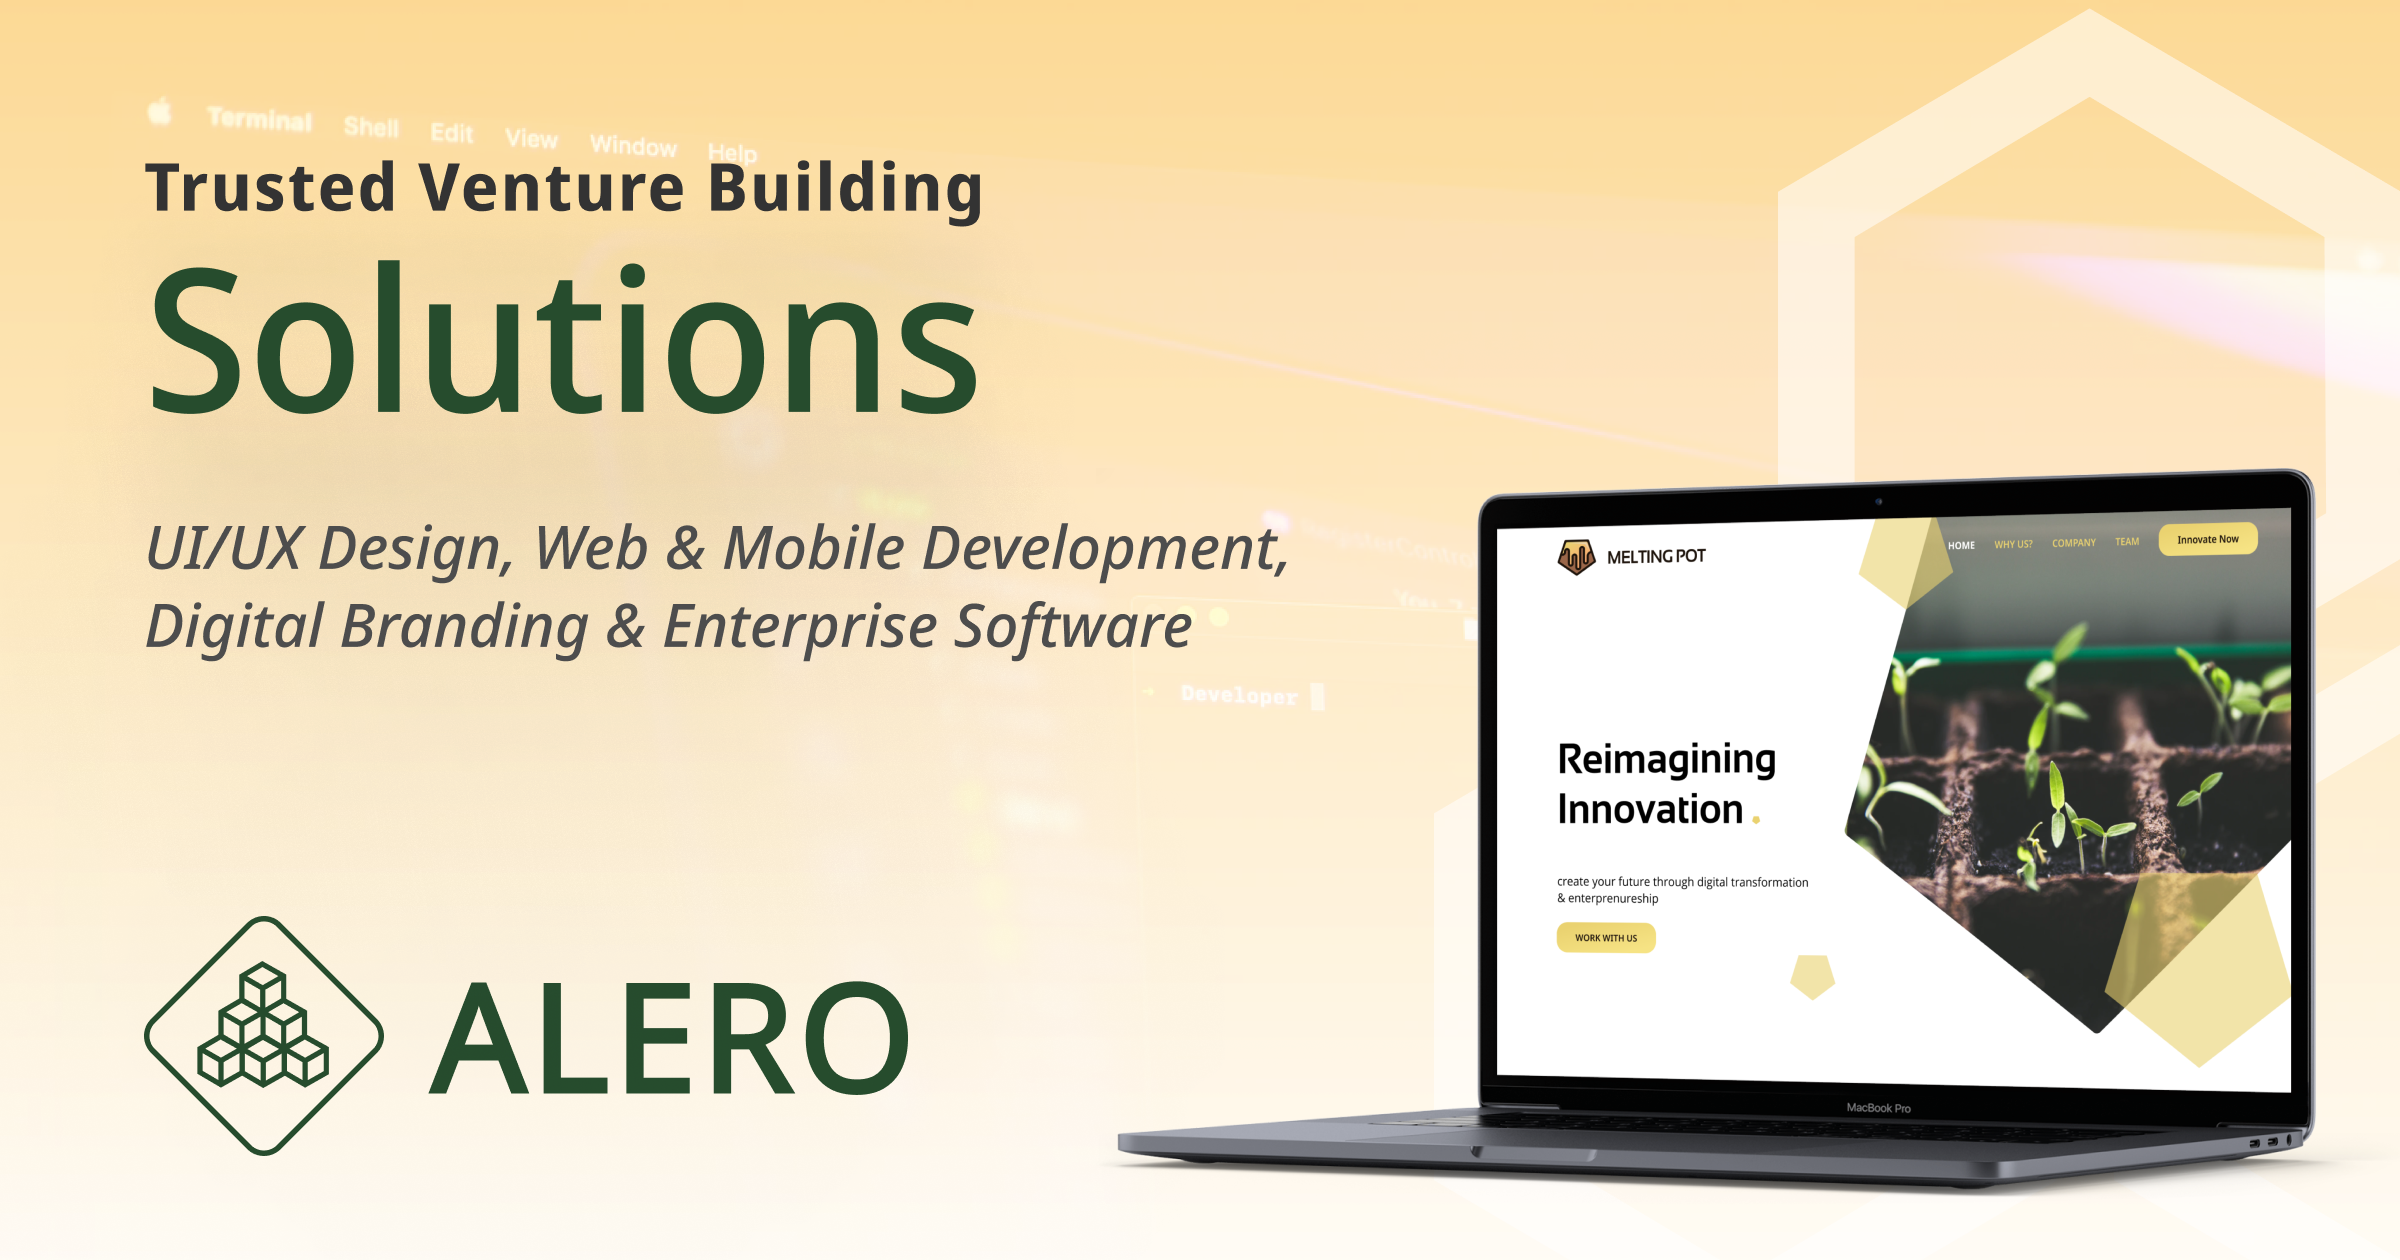 Terminal Shell Edit View Window Help
Trusted Venture Building
Solutions
UI/UX Design, Web & Mobile Development,
Digital Branding & Enterprise Software
Developer
ALERO
MELTING POT
HOME WHY US? COMPANY TEAM Innovate Now
Reimagining
Innovation.
create your future through digital transformation
& enterprenureship
WORK WITH US
MacBook Pro